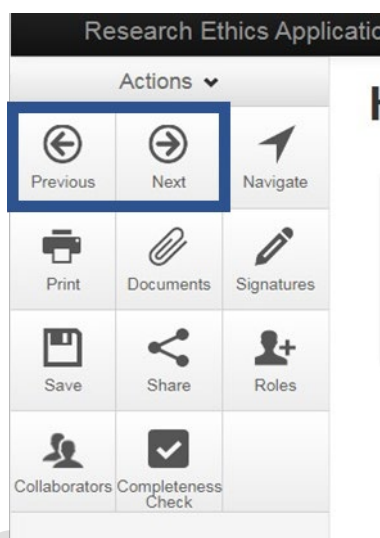 Research Ethics Applicatio
Actions
Previous Next Navigate
Print Documents Signatures
Save Share Roles
Collaborators Completeness
Check